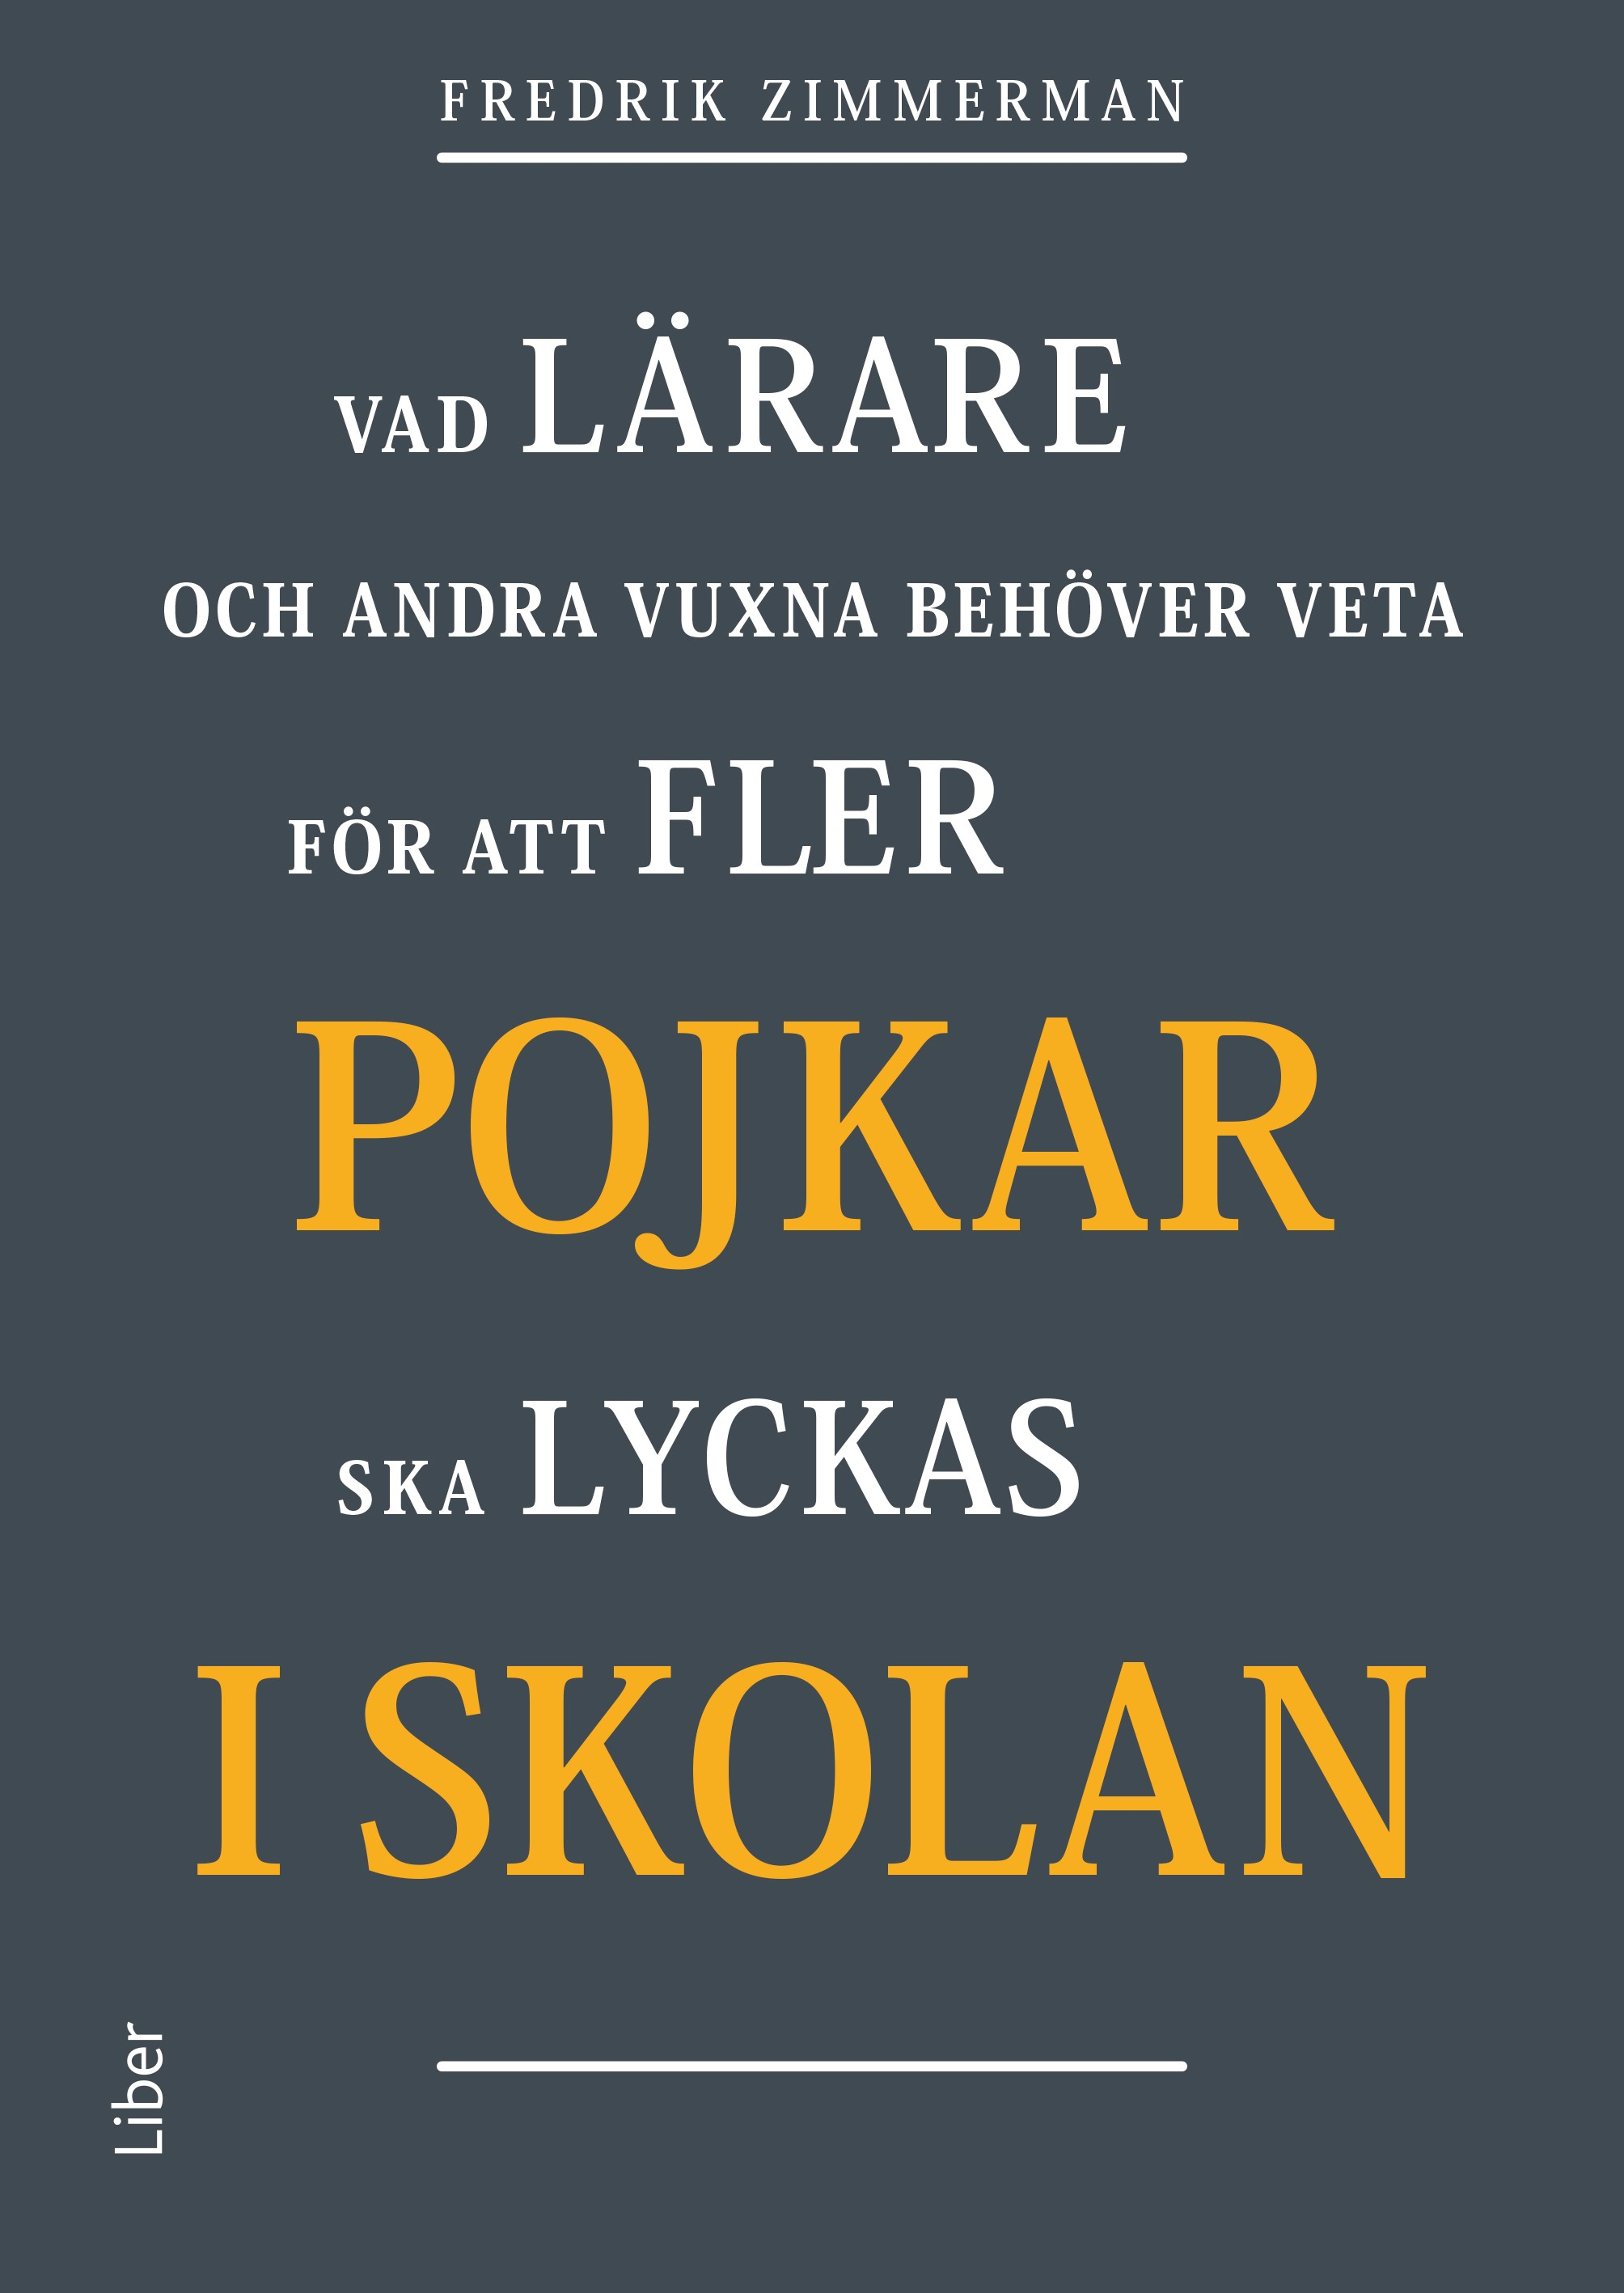 FREDRIK ZIMMERMAN
VAD LÄRARE
OCH ANDRA VUXNA BEHÖVER VETA
FÖR ATT FLER
POJKAR
SKA LYCKAS
I SKOLAN
Liber